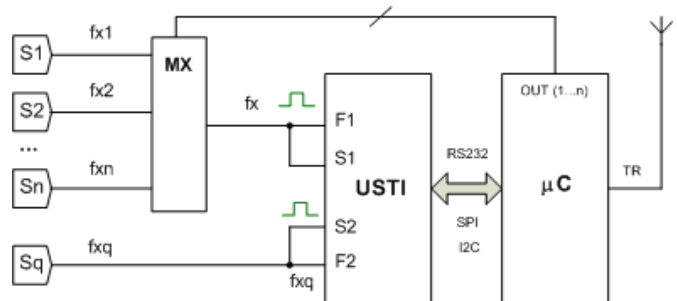 S1
fx1
MX
OUT (1...n)
S2
fx2
fx
F1
...
S1
RS232
Sn
fxn
USTI
µC
TR
S2
SPI
I2C
Sq
fxq
fxq
F2